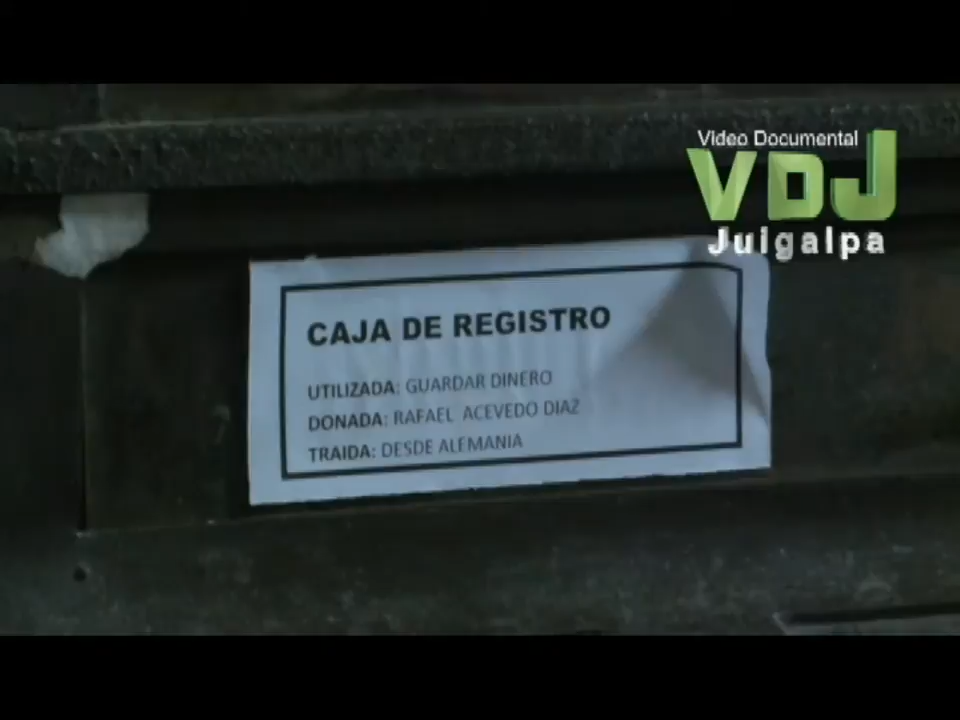 Video Documental
VDJ
Juigalpa
CAJA DE REGISTRO
UTILIZADA: GUARDAR DINERO
DONADA: RAFAEL ACEVEDO DIAZ
TRAIDA: DESDE ALEMANIA